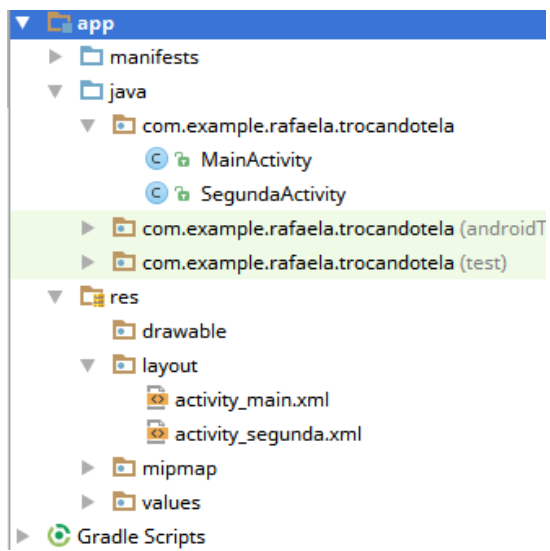 app
manifests
java
com.example.rafaela.trocandotela
MainActivity
SegundaActivity
com.example.rafaela.trocandotela (androidT
com.example.rafaela.trocandotela (test)
res
drawable
layout
activity_main.xml
activity_segunda.xml
mipmap
values
Gradle Scripts